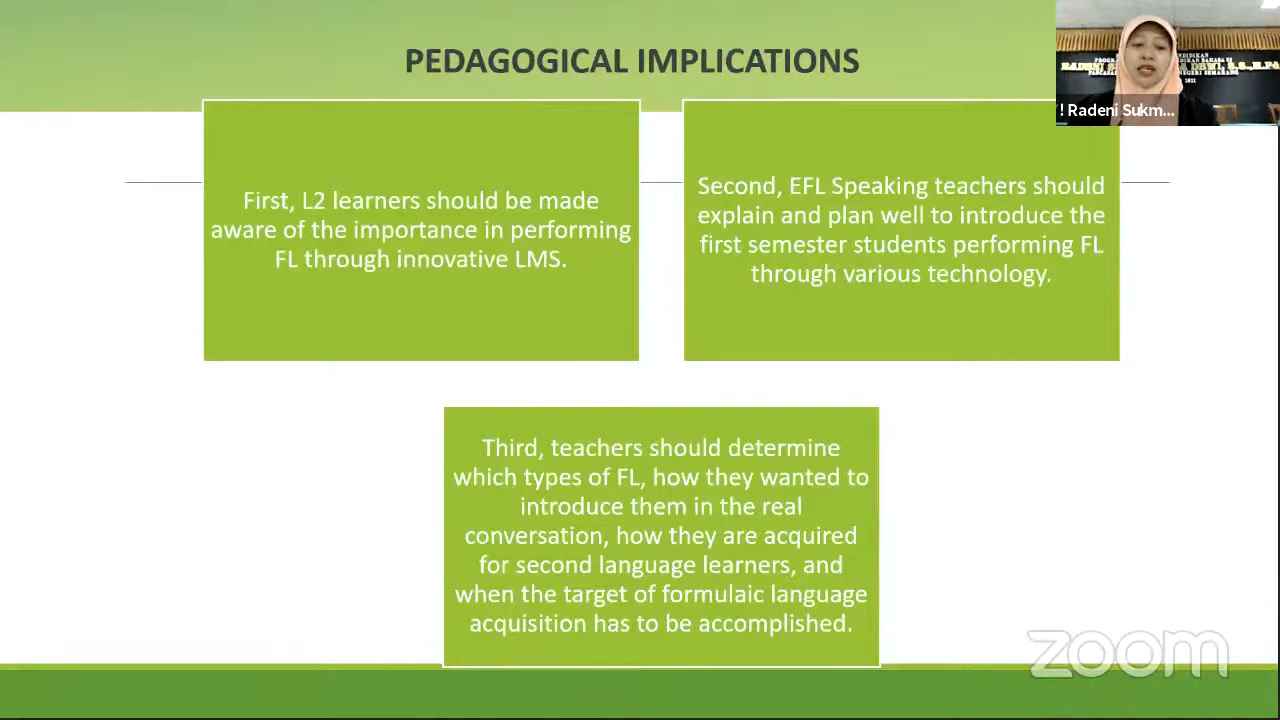 PEDAGOGICAL IMPLICATIONS
! Radeni Sukm...
First, L2 learners should be made
aware of the importance in performing
FL through innovative LMS.
Second, EFL Speaking teachers should
explain and plan well to introduce the
first semester students performing FL
through various technology.
Third, teachers should determine
which types of FL, how they wanted to
introduce them in the real
conversation, how they are acquired
for second language learners, and
when the target of formulaic language
acquisition has to be accomplished.
zoom